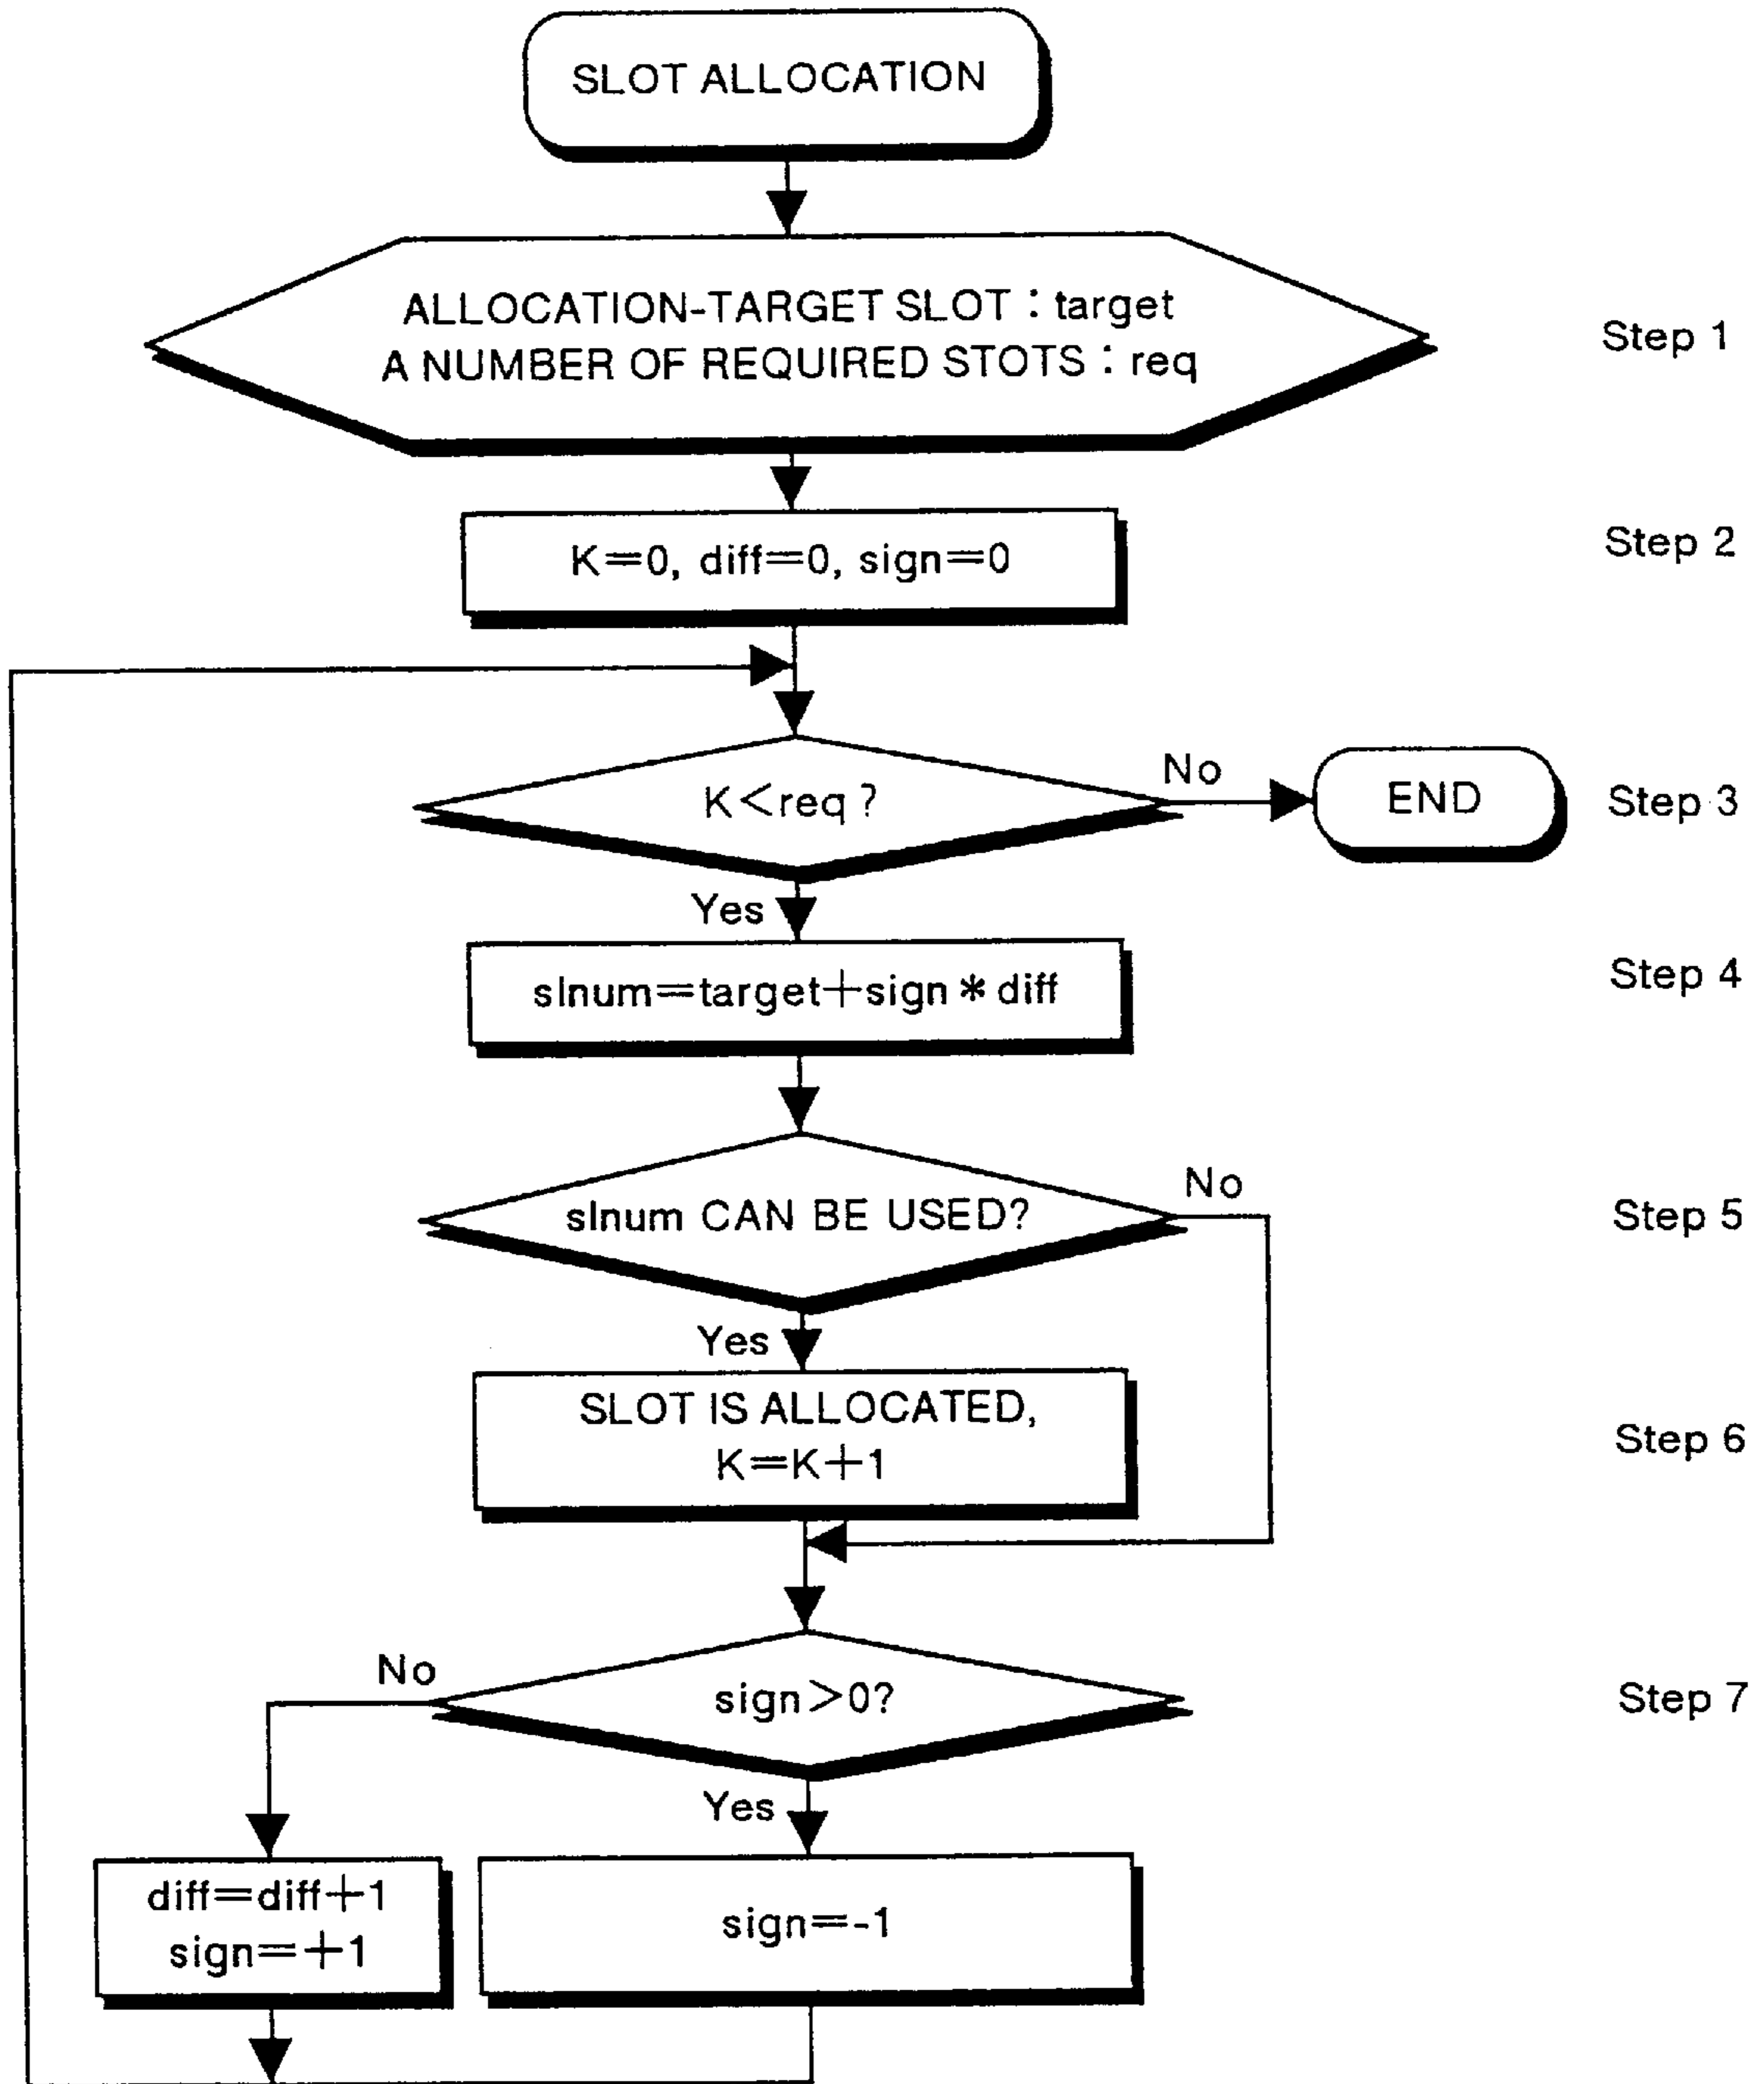 SLOT ALLOCATION
ALLOCATION-TARGET SLOT : target
A NUMBER OF REQUIRED STOTS : req
Step 1
K=0, diff=0, sign=0
Step 2
K<req ?
No
END
Step 3
Yes
slnum=target+sign * diff
Step 4
slnum CAN BE USED?
No
Step 5
Yes
SLOT IS ALLOCATED,
K=K+1
Step 6
sign>0?
No
Step 7
Yes
diff=diff+1
sign=+1
sign=-1